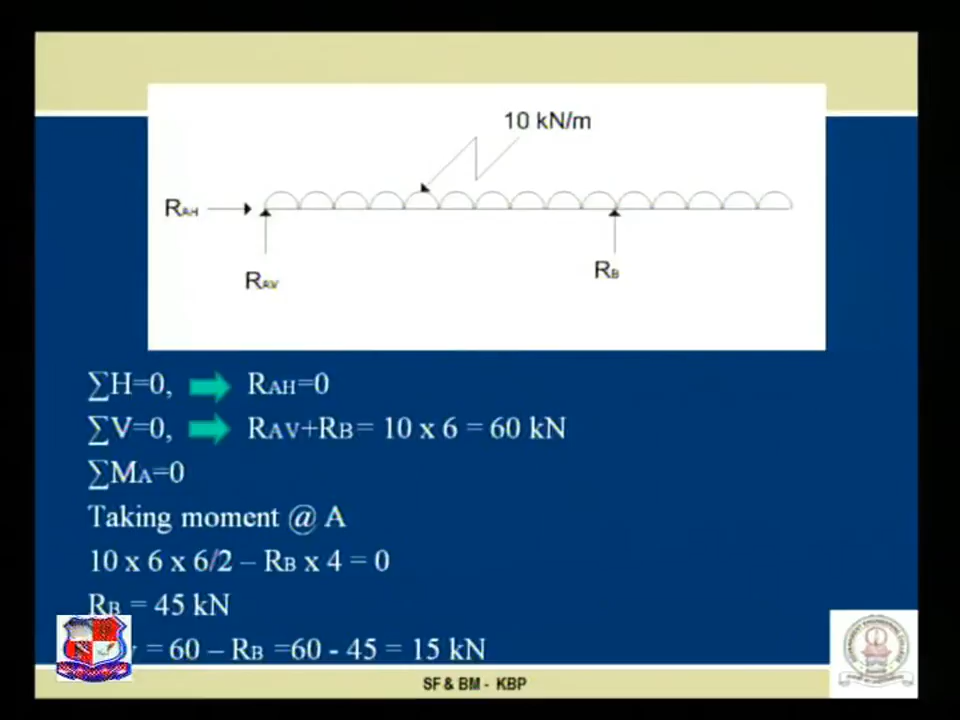 10 kN/m
RAH
RAV
RB
∑H=0, RAH=0
∑V=0, RAV+RB= 10 x 6 = 60 kN
∑MA=0
Taking moment @ A
10 x 6 x 6/2 – RB x 4 = 0
RB = 45 kN
= 60 – RB =60 - 45 = 15 kN
SF & BM - KBP